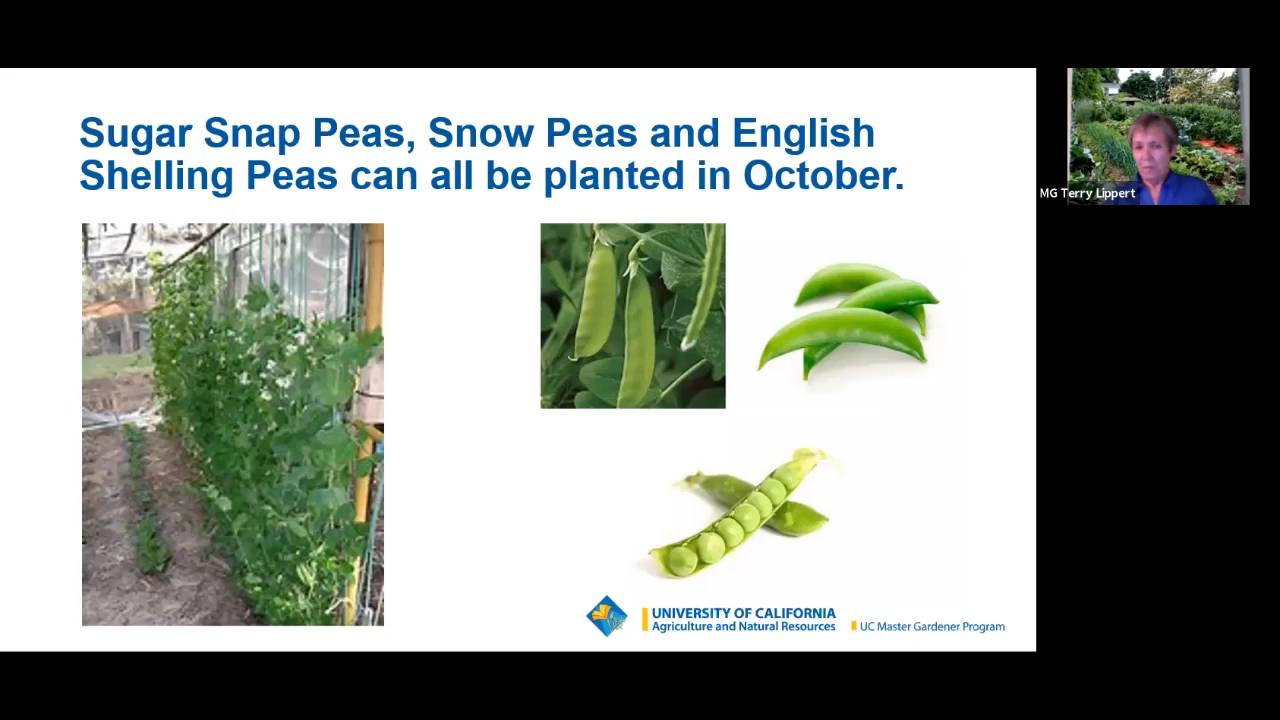 Sugar Snap Peas, Snow Peas and English
Shelling Peas can all be planted in October.
MG Terry Lippert
UNIVERSITY OF CALIFORNIA
Agriculture and Natural Resources
UC Master Gardener Program